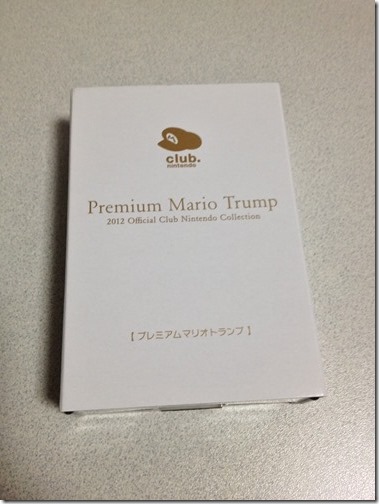 club.
nintendo
Premium Mario Trump
2012 Official Club Nintendo Collection
【プレミアムマリオトランプ】